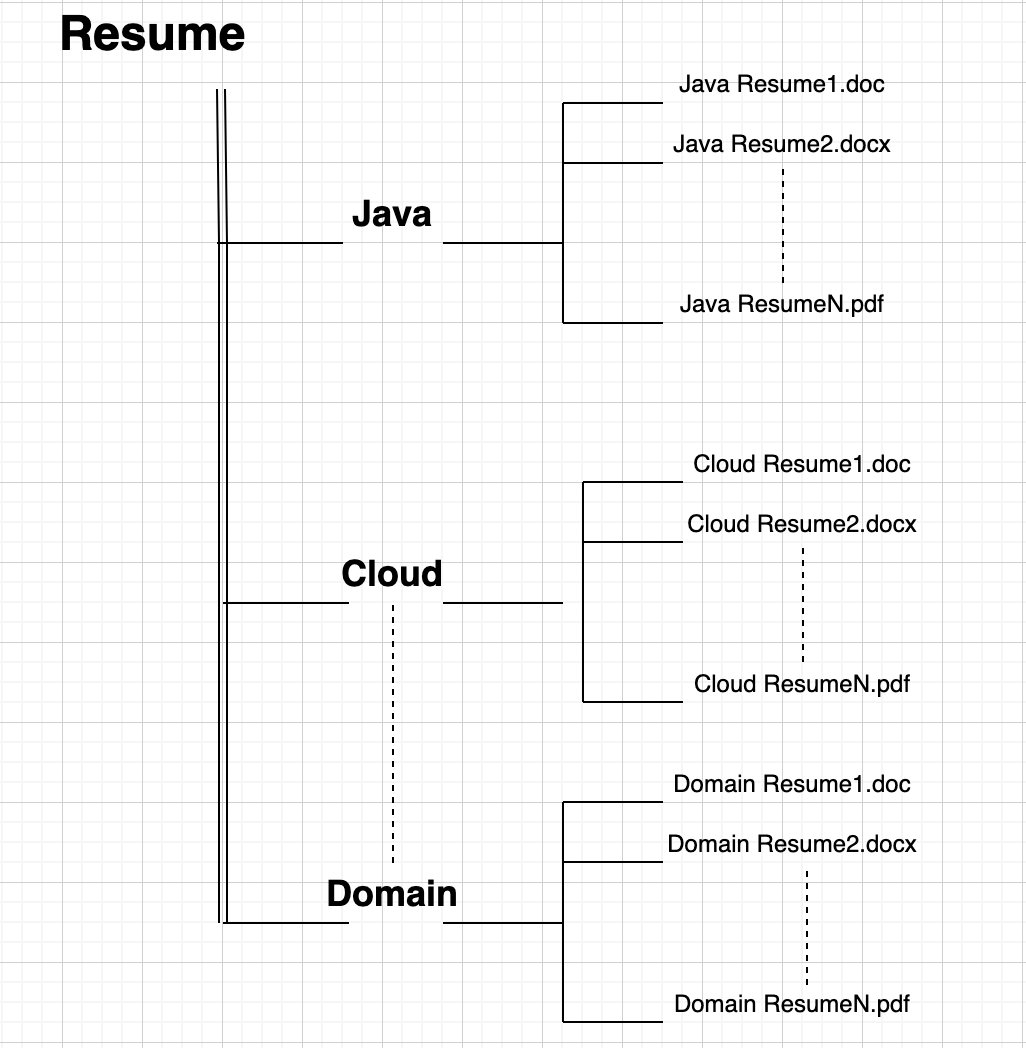 Resume
Java Resume1.doc
Java Resume2.docx
Java
Java ResumeN.pdf
Cloud Resume1.doc
Cloud Resume2.docx
Cloud
Cloud ResumeN.pdf
Domain Resume1.doc
Domain Resume2.docx
Domain
Domain ResumeN.pdf